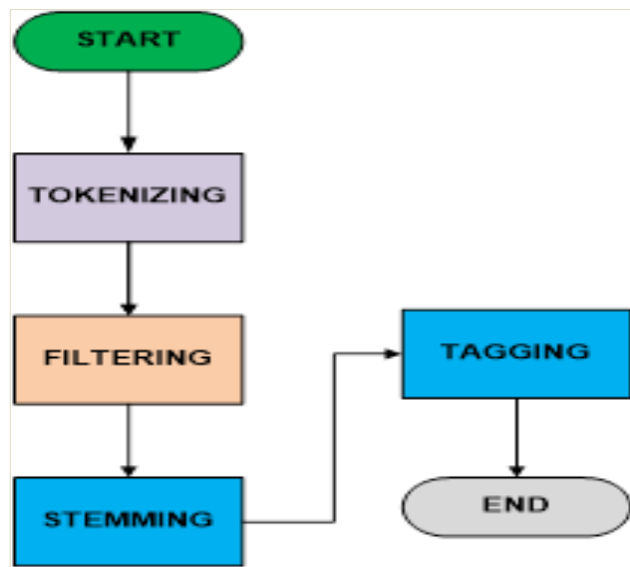 START
TOKENIZING
FILTERING
STEMMING
TAGGING
END